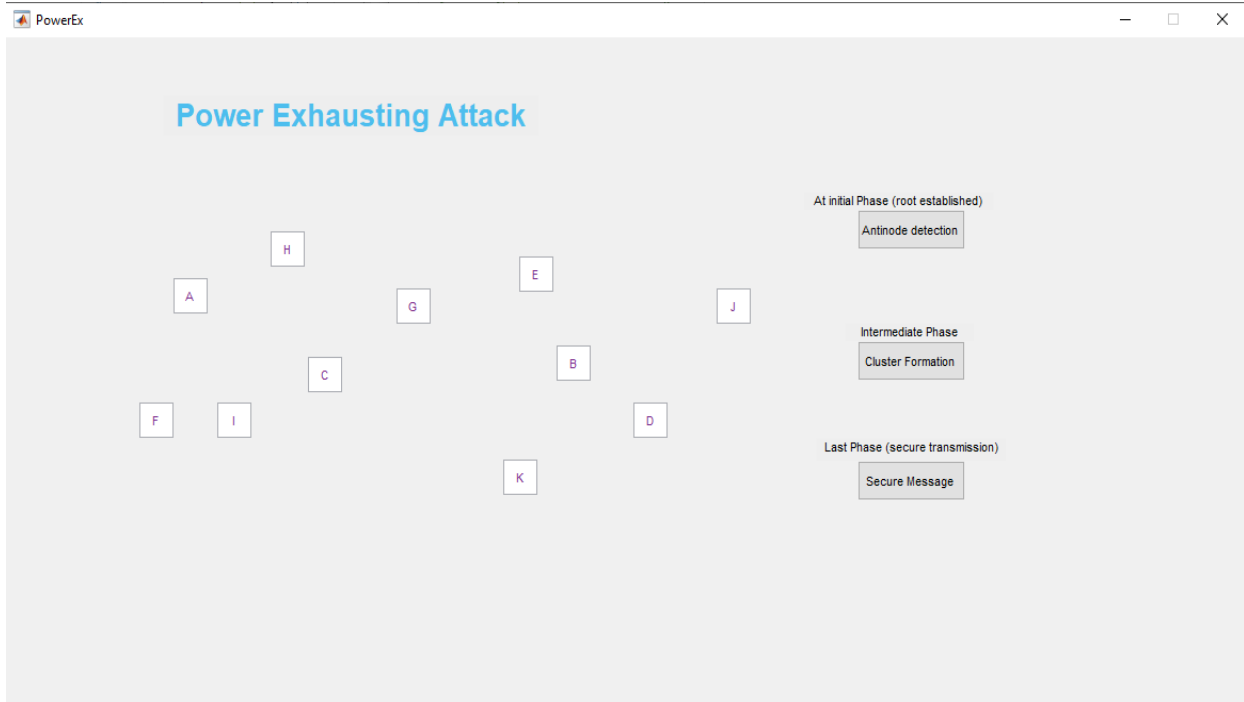 PowerEx
Power Exhausting Attack
At initial Phase (root established)
Antinode detection
H
E
A
G
J
Intermediate Phase
Cluster Formation
B
C
F
I
D
Last Phase (secure transmission)
Secure Message
K